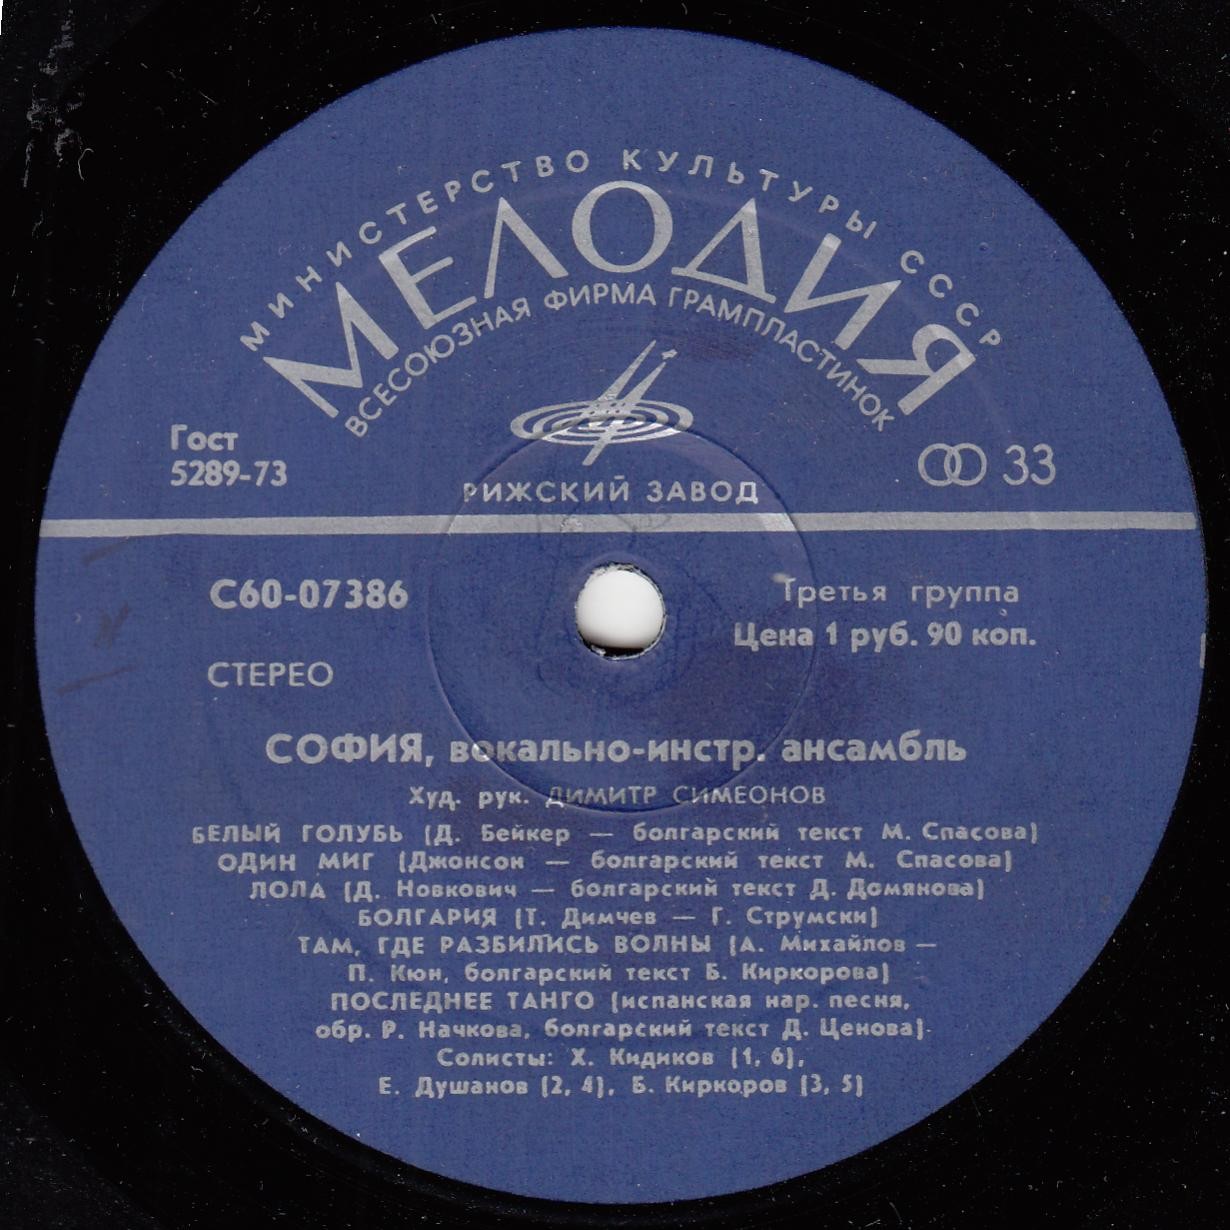 МИНИСТЕРСТВО КУЛЬТУРЫ СССР
МЕЛОДИЯ
ВСЕСОЮЗНАЯ ФИРМА ГРАМПЛАСТИНОК
Гост
5289-73
33
РИЖСКИЙ ЗАВОД
С60-07386
Третья группа
Цена 1 руб. 90 коп.
СТЕРЕО
СОФИЯ, вокально-инстр. ансамбль
Худ. рук. ДИМИТР СИМЕОНОВ
БЕЛЫЙ ГОЛУБЬ (Д. Бейкер — болгарский текст М. Спасова)
ОДИН МИГ (Джонсон — болгарский текст М. Спасова)
ЛОЛА (Д. Новкович — болгарский текст Д. Домянова)
БОЛГАРИЯ (Т. Димчев — Г. Струмски)
ТАМ, ГДЕ РАЗБИЛИСЬ ВОЛНЫ (А. Михайлов —
П. Кюн, болгарский текст Б. Киркорова)
ПОСЛЕДНЕЕ ТАНГО (испанская нар. песня,
обр. Р. Начкова, болгарский текст Д. Ценова).
Солисты: Х. Кидиков (1, 6),
Е. Душанов (2, 4), Б. Киркоров (3, 5)